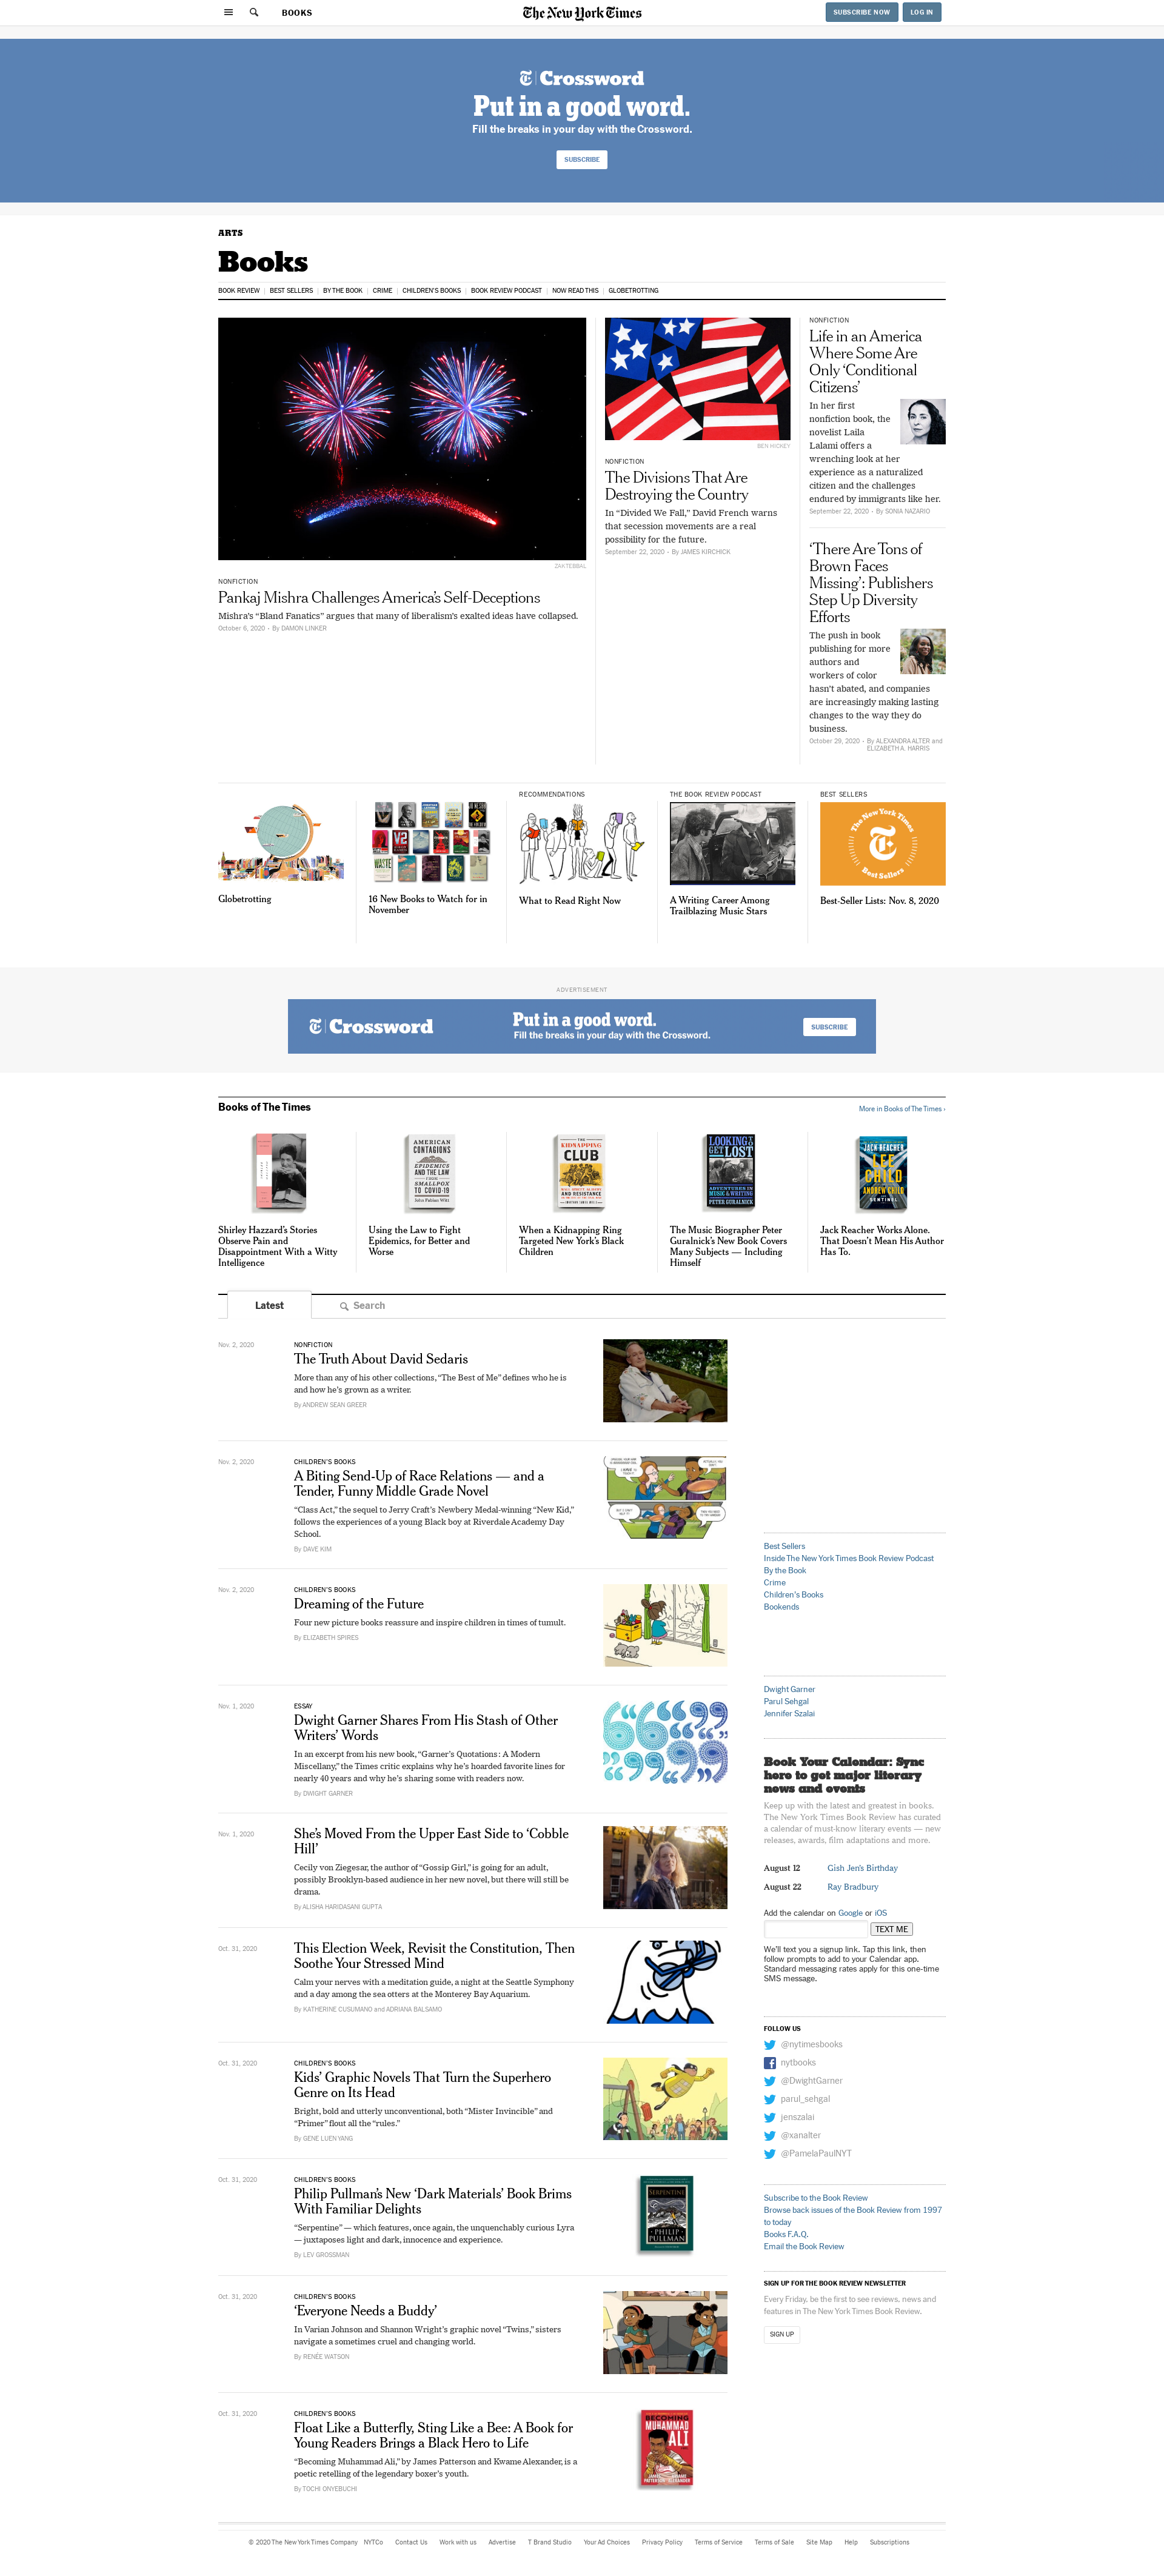 BOOKS
The New York Times
SUBSCRIBE NOW
LOG IN
Crossword
Put in a good word.
Fill the breaks in your day with the Crossword.
SUBSCRIBE
ARTS
Books
BOOK REVIEW
BEST SELLERS
BY THE BOOK
CRIME
CHILDREN'S BOOKS
BOOK REVIEW PODCAST
NOW READ THIS
GLOBETROTTING
ZAK TEBBAL
NONFICTION
Pankaj Mishra Challenges America's Self-Deceptions
Mishra's “Bland Fanatics” argues that many of liberalism's exalted ideas have collapsed.
October 6, 2020 - By DAMON LINKER
BEN HICKEY
NONFICTION
The Divisions That Are
Destroying the Country
In “Divided We Fall,” David French warns
that secession movements are a real
possibility for the future.
September 22, 2020 - By JAMES KIRCHICK
NONFICTION
Life in an America
Where Some Are
Only ‘Conditional
Citizens’
In her first
nonfiction book, the
novelist Laila
Lalami offers a
wrenching look at her
experience as a naturalized
citizen and the challenges
endured by immigrants like her.
September 22, 2020 - By SONIA NAZARIO
‘There Are Tons of
Brown Faces
Missing’: Publishers
Step Up Diversity
Efforts
The push in book
publishing for more
authors and
workers of color
hasn't abated, and companies
are increasingly making lasting
changes to the way they do
business.
October 29, 2020 - By ALEXANDRA ALTER and
ELIZABETH A. HARRIS
Globetrotting
16 New Books to Watch for in
November
RECOMMENDATIONS
What to Read Right Now
THE BOOK REVIEW PODCAST
A Writing Career Among
Trailblazing Music Stars
BEST SELLERS
The New York Times
Best Sellers
Best-Seller Lists: Nov. 8, 2020
ADVERTISEMENT
Crossword
Put in a good word.
Fill the breaks in your day with the Crossword.
SUBSCRIBE
Books of The Times
More in Books of The Times ›
Shirley Hazzard's Stories
Observe Pain and
Disappointment With a Witty
Intelligence
AMERICAN
CONTAGIONS
EPIDEMICS
AND THE LAW
FROM
SMALLPOX
TO COVID-19
John Fabian Witt
Using the Law to Fight
Epidemics, for Better and
Worse
THE
KIDNAPPING
CLUB
AND RESISTANCE
When a Kidnapping Ring
Targeted New York's Black
Children
LOOKING TO
GET LOST
ADVENTURES IN
MUSIC & WRITING
PETER GURALNICK
The Music Biographer Peter
Guralnick's New Book Covers
Many Subjects — Including
Himself
JACK REACHER
LEE
CHILD
ANDREW CHILD
SENTINEL
Jack Reacher Works Alone.
That Doesn't Mean His Author
Has To.
Latest
Search
Nov. 2, 2020
NONFICTION
The Truth About David Sedaris
More than any of his other collections, “The Best of Me” defines who he is
and how he's grown as a writer.
By ANDREW SEAN GREER
Nov. 2, 2020
CHILDREN'S BOOKS
A Biting Send-Up of Race Relations — and a
Tender, Funny Middle Grade Novel
“Class Act,” the sequel to Jerry Craft's Newbery Medal-winning “New Kid,”
follows the experiences of a young Black boy at Riverdale Academy Day
School.
By DAVE KIM
Nov. 2, 2020
CHILDREN'S BOOKS
Dreaming of the Future
Four new picture books reassure and inspire children in times of tumult.
By ELIZABETH SPIRES
Nov. 1, 2020
ESSAY
Dwight Garner Shares From His Stash of Other
Writers' Words
In an excerpt from his new book, “Garner's Quotations: A Modern
Miscellany,” the Times critic explains why he's hoarded favorite lines for
nearly 40 years and why he's sharing some with readers now.
By DWIGHT GARNER
Nov. 1, 2020
She's Moved From the Upper East Side to ‘Cobble
Hill’
Cecily von Ziegesar, the author of “Gossip Girl,” is going for an adult,
possibly Brooklyn-based audience in her new novel, but there will still be
drama.
By ALISHA HARIDASANI GUPTA
Oct. 31, 2020
This Election Week, Revisit the Constitution, Then
Soothe Your Stressed Mind
Calm your nerves with a meditation guide, a night at the Seattle Symphony
and a day among the sea otters at the Monterey Bay Aquarium.
By KATHERINE CUSUMANO and ADRIANA BALSAMO
Oct. 31, 2020
CHILDREN'S BOOKS
Kids' Graphic Novels That Turn the Superhero
Genre on Its Head
Bright, bold and utterly unconventional, both “Mister Invincible” and
“Primer” flout all the “rules.”
By GENE LUEN YANG
Oct. 31, 2020
CHILDREN'S BOOKS
Philip Pullman's New ‘Dark Materials’ Book Brims
With Familiar Delights
“Serpentine” — which features, once again, the unquenchably curious Lyra
— juxtaposes light and dark, innocence and experience.
By LEV GROSSMAN
SERPENTINE
PHILIP
PULLMAN
Oct. 31, 2020
CHILDREN'S BOOKS
‘Everyone Needs a Buddy’
In Varian Johnson and Shannon Wright's graphic novel “Twins,” sisters
navigate a sometimes cruel and changing world.
By RENÉE WATSON
Oct. 31, 2020
CHILDREN'S BOOKS
Float Like a Butterfly, Sting Like a Bee: A Book for
Young Readers Brings a Black Hero to Life
“Becoming Muhammad Ali,” by James Patterson and Kwame Alexander, is a
poetic retelling of the legendary boxer's youth.
By TOCHI ONYEBUCHI
BECOMING
MUHAMMAD
ALI
Best Sellers
Inside The New York Times Book Review Podcast
By the Book
Crime
Children's Books
Bookends
Dwight Garner
Parul Sehgal
Jennifer Szalai
Book Your Calendar: Sync
here to get major literary
news and events
Keep up with the latest and greatest in books.
The New York Times Book Review has curated
a calendar of must-know literary events — new
releases, awards, film adaptations and more.
August 12
Gish Jen's Birthday
August 22
Ray Bradbury
Add the calendar on Google or iOS
TEXT ME
We'll text you a signup link. Tap this link, then
follow prompts to add to your Calendar app.
Standard messaging rates apply for this one-time
SMS message.
FOLLOW US
@nytimesbooks
nytbooks
@DwightGarner
parul_sehgal
jenszalai
@xanalter
@PamelaPaulNYT
Subscribe to the Book Review
Browse back issues of the Book Review from 1997
to today
Books F.A.Q.
Email the Book Review
SIGN UP FOR THE BOOK REVIEW NEWSLETTER
Every Friday, be the first to see reviews, news and
features in The New York Times Book Review.
SIGN UP
© 2020 The New York Times Company
NYTCo
Contact Us
Work with us
Advertise
T Brand Studio
Your Ad Choices
Privacy Policy
Terms of Service
Terms of Sale
Site Map
Help
Subscriptions